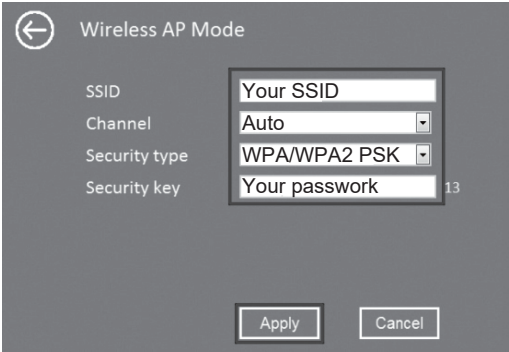 Wireless AP Mode
SSID Your SSID
Channel Auto
Security type WPA/WPA2 PSK
Security key Your passwork 13
Apply Cancel